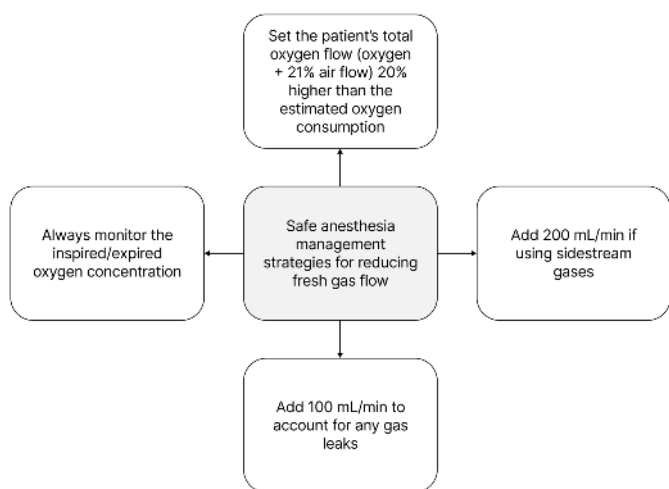 Set the patient's total
oxygen flow (oxygen
+ 21% air flow) 20%
higher than the
estimated oxygen
consumption
Always monitor the
inspired/expired
oxygen concentration
Safe anesthesia
management
strategies for reducing
fresh gas flow
Add 200 mL/min if
using sidestream
gases
Add 100 mL/min to
account for any gas
leaks